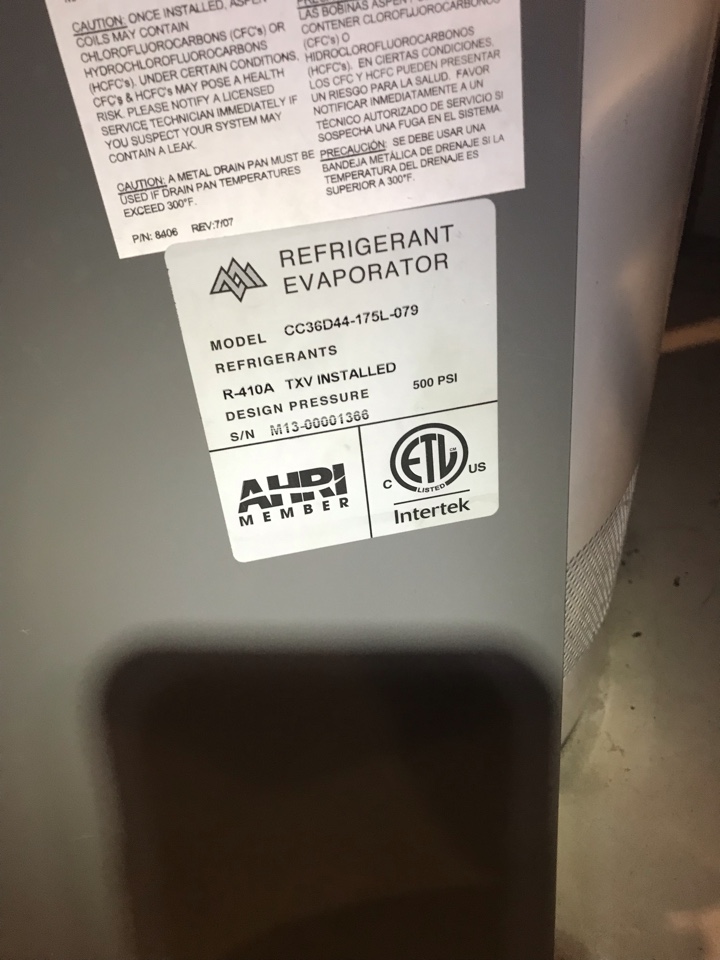 CAUTION: ONCE INSTALLED, ASPEN
COILS MAY CONTAIN
CHLOROFLUOROCARBONS (CFC's) OR
HYDROCHLOROFLUOROCARBONS
(HCFC's). UNDER CERTAIN CONDITIONS,
CFC's & HCFC's MAY POSE A HEALTH
RISK. PLEASE NOTIFY A LICENSED
SERVICE TECHNICIAN IMMEDIATELY IF
YOU SUSPECT YOUR SYSTEM MAY
CONTAIN A LEAK.
CAUTION: A METAL DRAIN PAN MUST BE
USED IF DRAIN PAN TEMPERATURES
EXCEED 300°F.
P/N: 8406 REV:7/07
LAS BOBINAS ASPEN
CONTENER CLOROFLUOROCARBONOS
(CFC's) O
HIDROCLOROFLUOROCARBONOS
(HCFC's). EN CIERTAS CONDICIONES,
LOS CFC Y HCFC PUEDEN PRESENTAR
UN RIESGO PARA LA SALUD. FAVOR
NOTIFICAR INMEDIATAMENTE A UN
TÉCNICO AUTORIZADO DE SERVICIO SI
SOSPECHA UNA FUGA EN EL SISTEMA.
PRECAUCIÓN: SE DEBE USAR UNA
BANDEJA METÁLICA DE DRENAJE SI LA
TEMPERATURA DEL DRENAJE ES
SUPERIOR A 300°F.
REFRIGERANT
EVAPORATOR
MODEL CC36D44-175L-079
REFRIGERANTS
R-410A TXV INSTALLED
DESIGN PRESSURE 500 PSI
S/N M13-00001366
AHRI
MEMBER
C ETL CM US
LISTED
Intertek